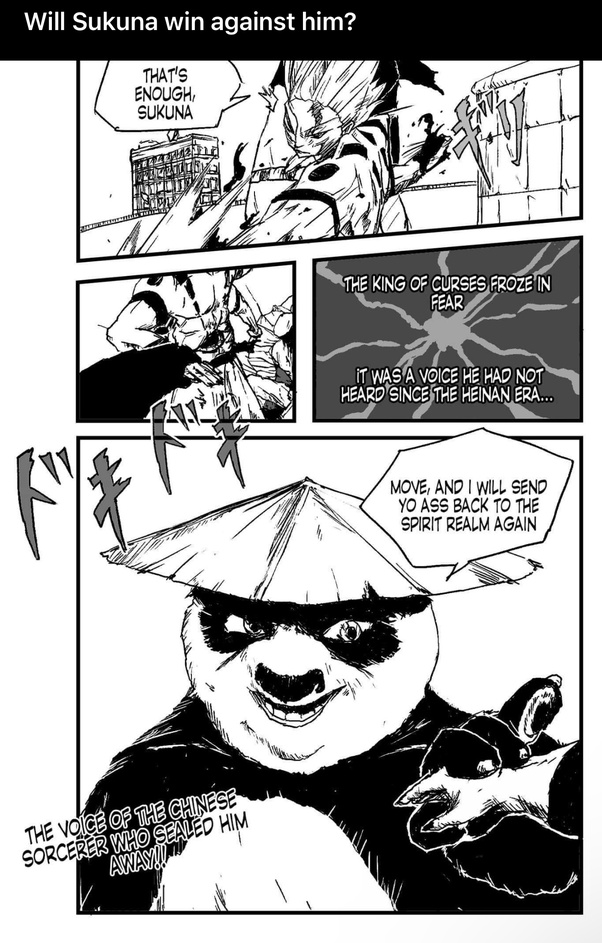 Will Sukuna win against him?
THAT'S
ENOUGH,
SUKUNA
ギリ
THE KING OF CURSES FROZE IN
FEAR
IT WAS A VOICE HE HAD NOT
HEARD SINCE THE HEINAN ERA...
ドキ
ドキ
MOVE, AND I WILL SEND
YO ASS BACK TO THE
SPIRIT REALM AGAIN
THE VOICE OF THE CHINESE
SORCERER WHO SEALED HIM
AWAY!!